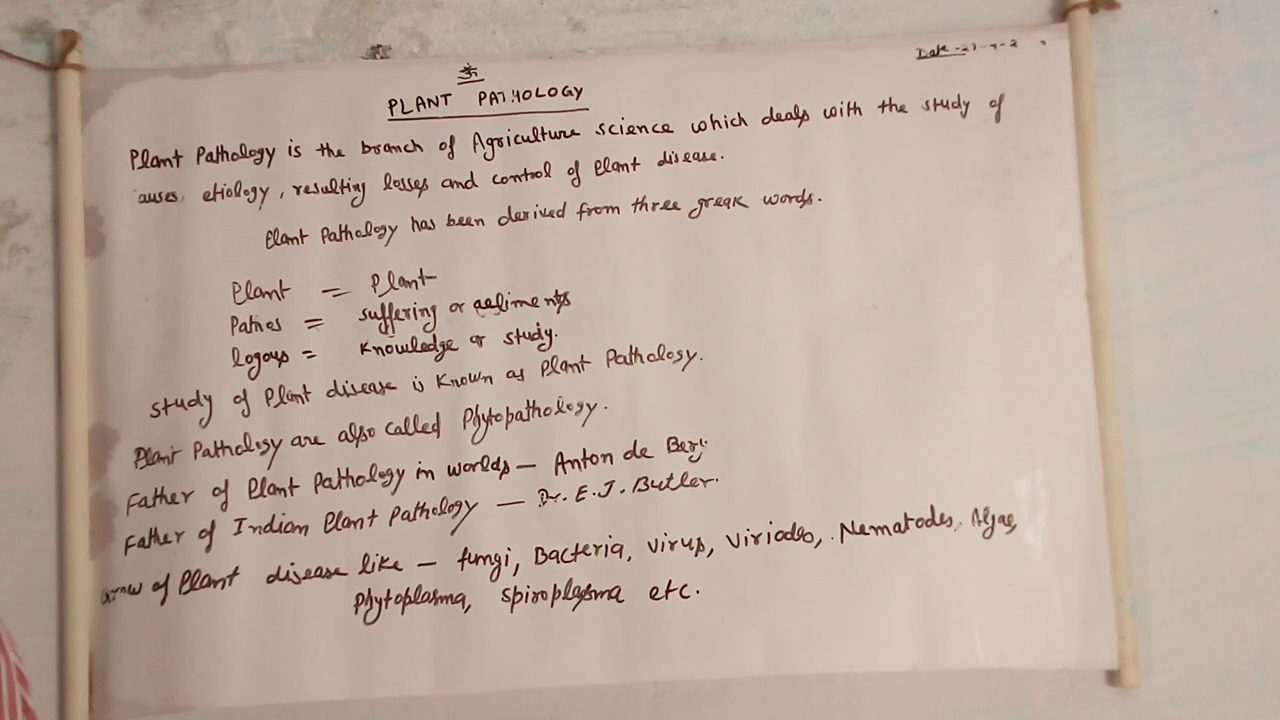 Date -
ॐ
PLANT PATHOLOGY
Plant Pathology is the branch of Agriculture science which deals with the study of
auses, etiology, resulting losses and control of Plant disease.
Plant Pathology has been derived from three greak words.
Plant = Plant
= suffering or aeliments
logous = Knowledge or study.
study of Plant disease is Known as Plant Pathology.
Plant Pathology are also called Phytopathology.
Father of Plant Pathology in worlds — Anton de Bery
Father of Indian Plant Pathology — Dr. E. J. Butler.
of Plant disease like — fungi, Bacteria, virus, viriodes, Nematodes, Algae,
Phytoplasma, spiroplasma etc.